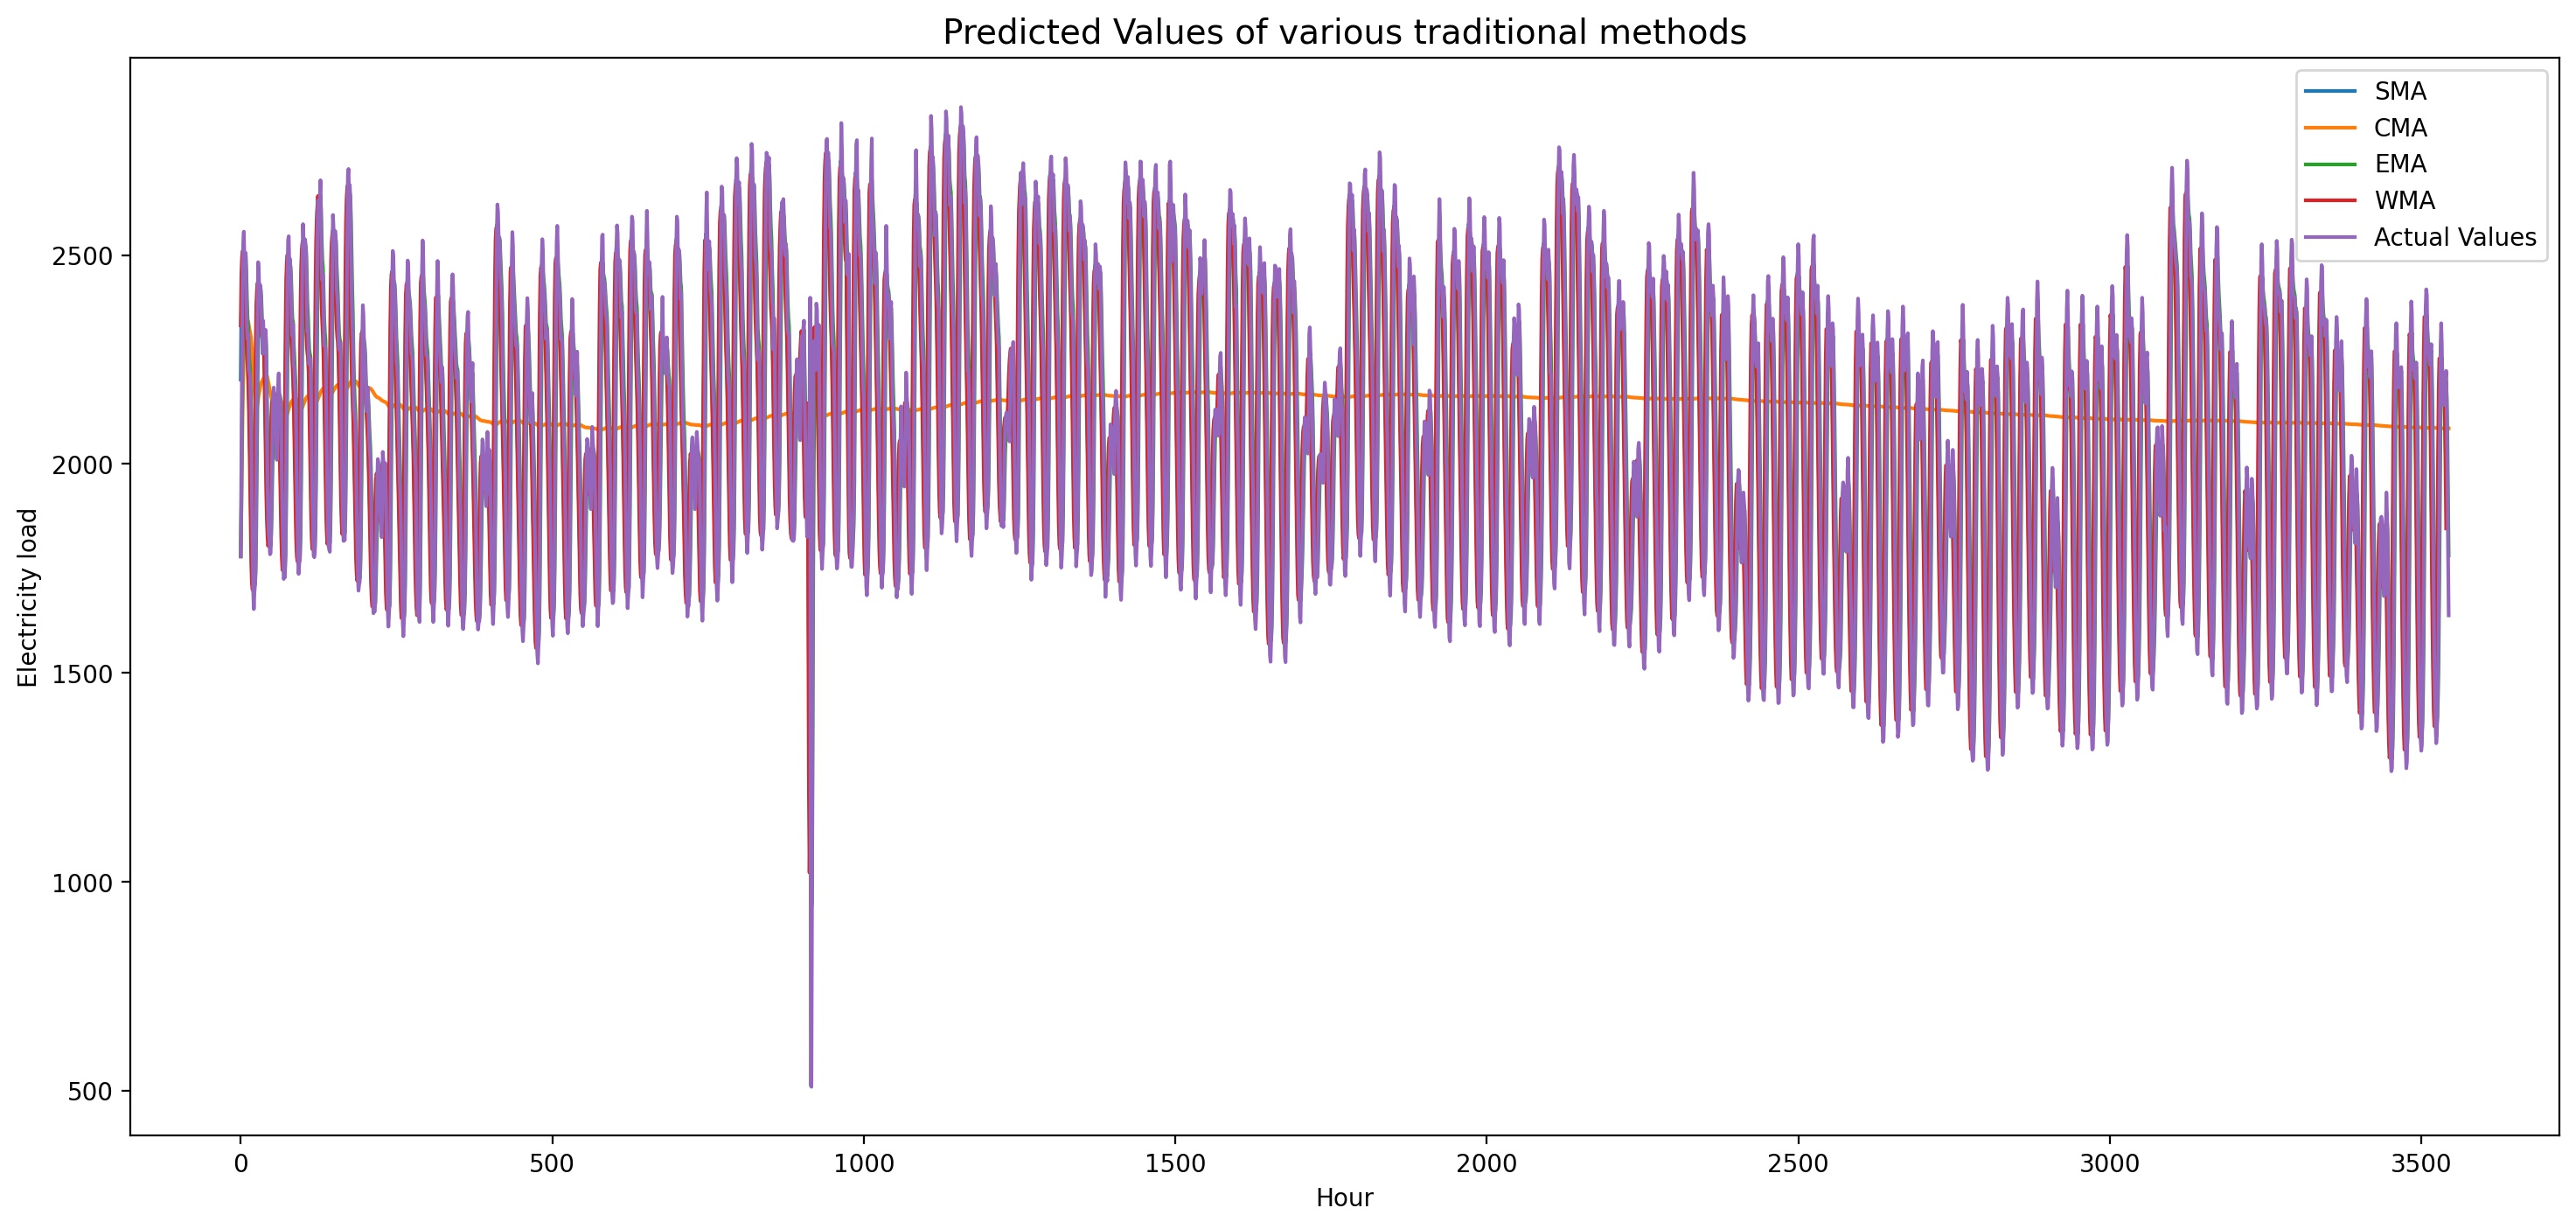 Predicted Values of various traditional methods
SMA
CMA
EMA
WMA
Actual Values
2500
2000
1500
1000
500
Electricity load
0 500 1000 1500 2000 2500 3000 3500
Hour